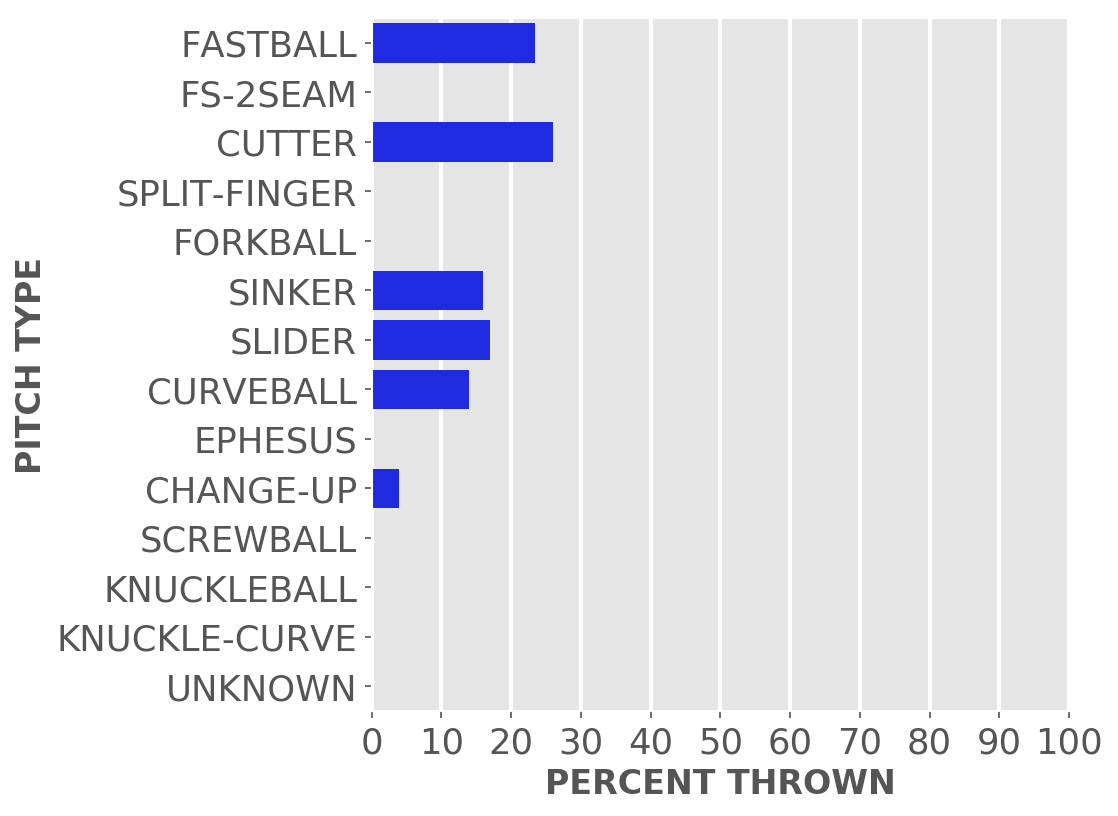 FASTBALL
FS-2SEAM
CUTTER
SPLIT-FINGER
FORKBALL
SINKER
SLIDER
CURVEBALL
EPHESUS
CHANGE-UP
SCREWBALL
KNUCKLEBALL
KNUCKLE-CURVE
UNKNOWN
PITCH TYPE
0 10 20 30 40 50 60 70 80 90 100
PERCENT THROWN